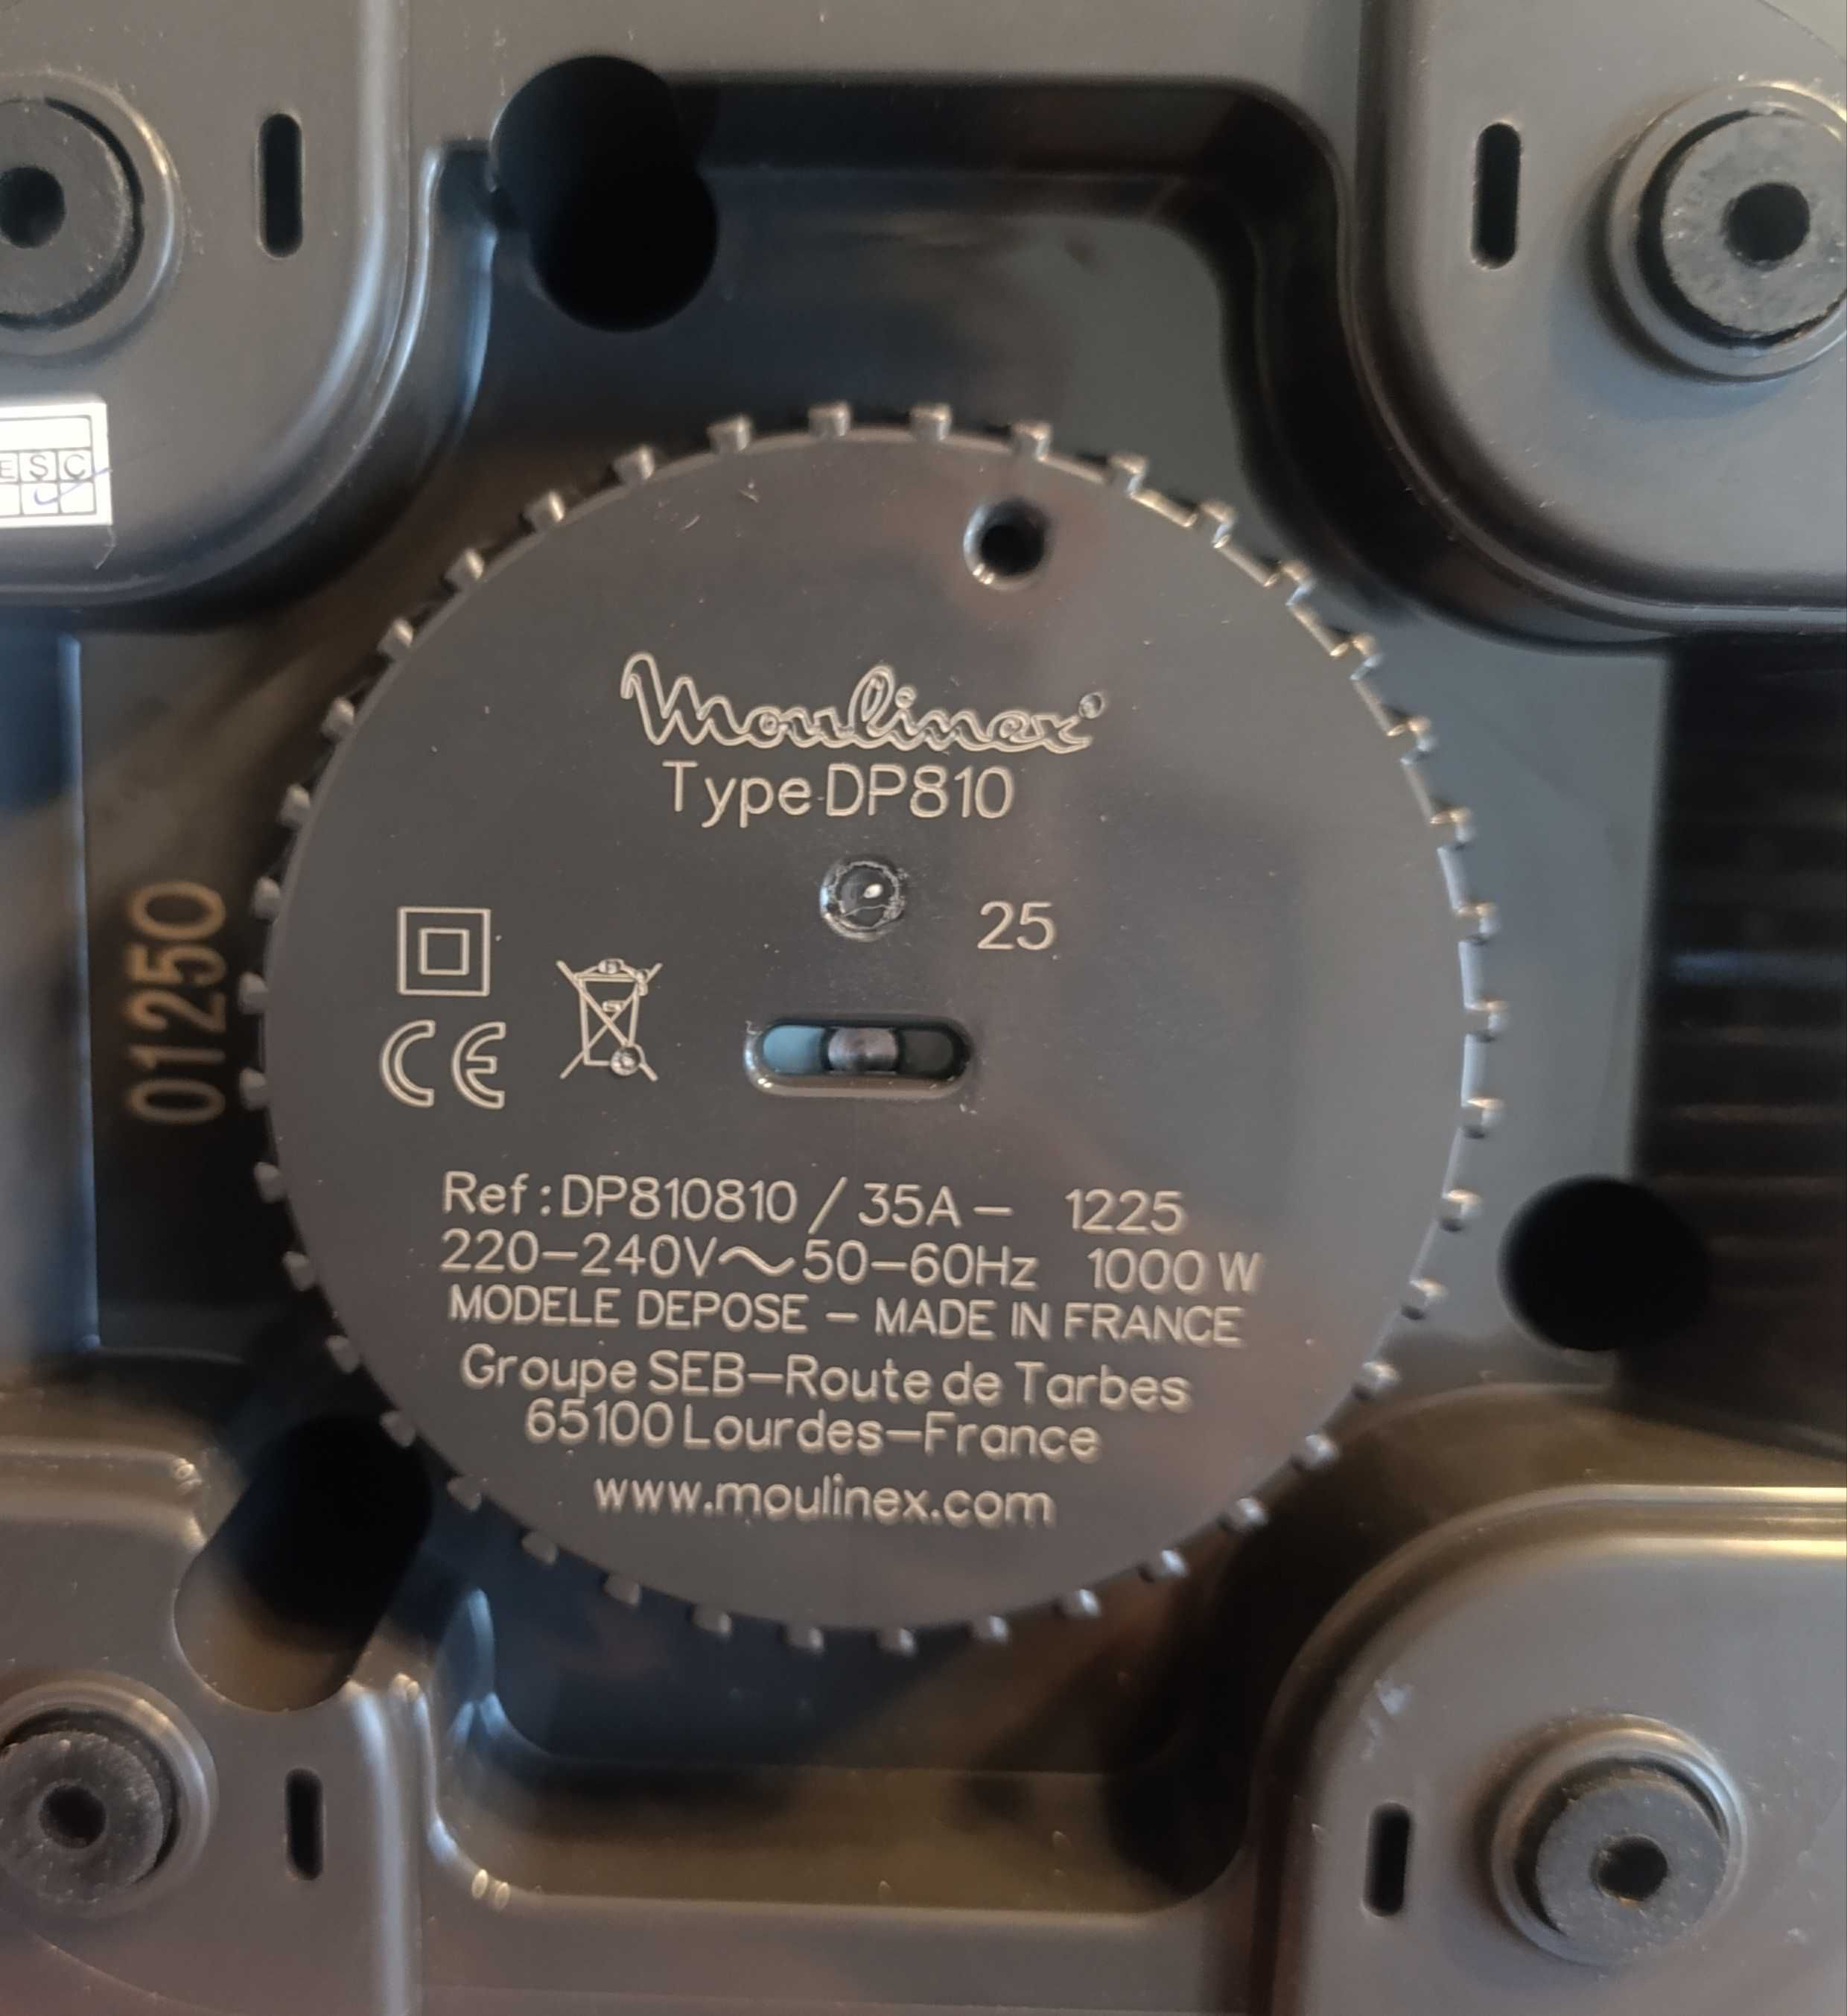 ESC
Moulinex
Type DP810
25
01250
CE
Ref : DP810810 / 35A – 1225
220–240V~50–60Hz 1000 W
MODELE DEPOSE – MADE IN FRANCE
Groupe SEB–Route de Tarbes
65100 Lourdes–France
www.moulinex.com